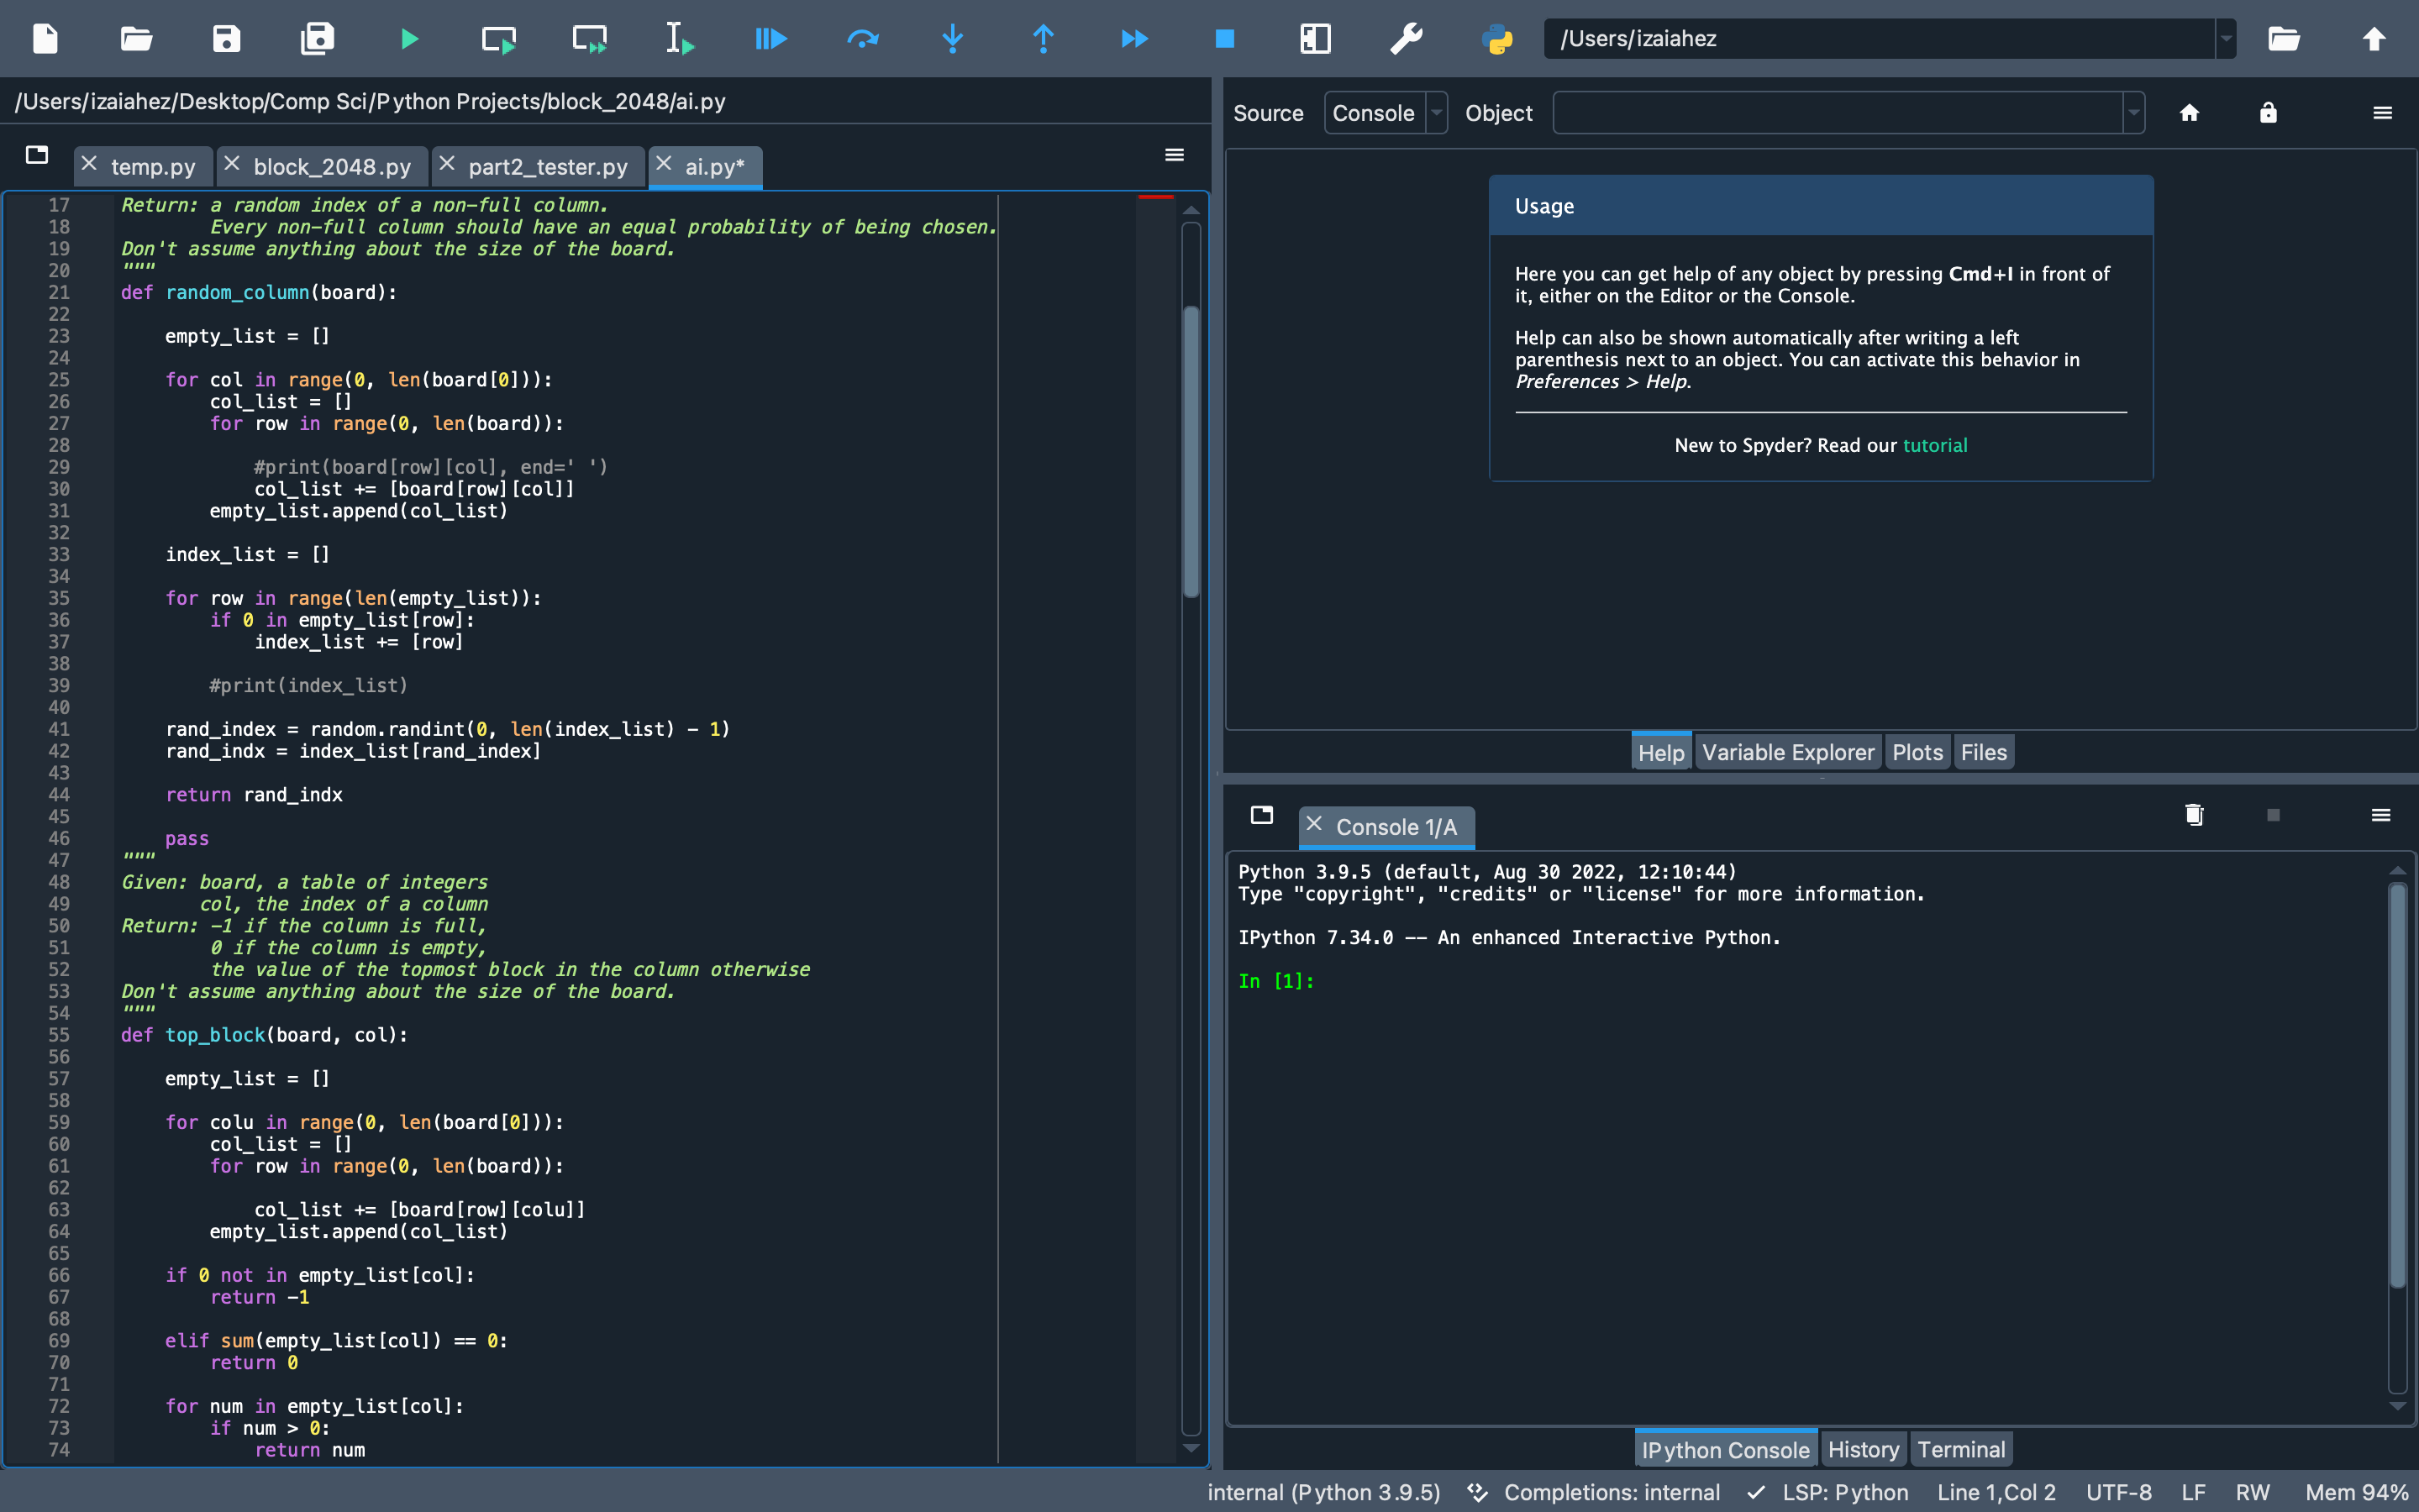 /Users/izaiahez
/Users/izaiahez/Desktop/Comp Sci/Python Projects/block_2048/ai.py
temp.py
block_2048.py
part2_tester.py
ai.py*
17 Return: a random index of a non-full column.
18 Every non-full column should have an equal probability of being chosen.
19 Don't assume anything about the size of the board.
20 """
21 def random_column(board):
22
23 empty_list = []
24
25 for col in range(0, len(board[0])):
26 col_list = []
27 for row in range(0, len(board)):
28
29 #print(board[row][col], end=' ')
30 col_list += [board[row][col]]
31 empty_list.append(col_list)
32
33 index_list = []
34
35 for row in range(len(empty_list)):
36 if 0 in empty_list[row]:
37 index_list += [row]
38
39 #print(index_list)
40
41 rand_index = random.randint(0, len(index_list) - 1)
42 rand_indx = index_list[rand_index]
43
44 return rand_indx
45
46 pass
47 """
48 Given: board, a table of integers
49 col, the index of a column
50 Return: -1 if the column is full,
51 0 if the column is empty,
52 the value of the topmost block in the column otherwise
53 Don't assume anything about the size of the board.
54 """
55 def top_block(board, col):
56
57 empty_list = []
58
59 for colu in range(0, len(board[0])):
60 col_list = []
61 for row in range(0, len(board)):
62
63 col_list += [board[row][colu]]
64 empty_list.append(col_list)
65
66 if 0 not in empty_list[col]:
67 return -1
68
69 elif sum(empty_list[col]) == 0:
70 return 0
71
72 for num in empty_list[col]:
73 if num > 0:
74 return num
Source Console Object
Usage
Here you can get help of any object by pressing Cmd+I in front of
it, either on the Editor or the Console.
Help can also be shown automatically after writing a left
parenthesis next to an object. You can activate this behavior in
Preferences > Help.
New to Spyder? Read our tutorial
Help Variable Explorer Plots Files
Console 1/A
Python 3.9.5 (default, Aug 30 2022, 12:10:44)
Type "copyright", "credits" or "license" for more information.
IPython 7.34.0 -- An enhanced Interactive Python.
In [1]:
IPython Console History Terminal
internal (Python 3.9.5) Completions: internal LSP: Python Line 1,Col 2 UTF-8 LF RW Mem 94%